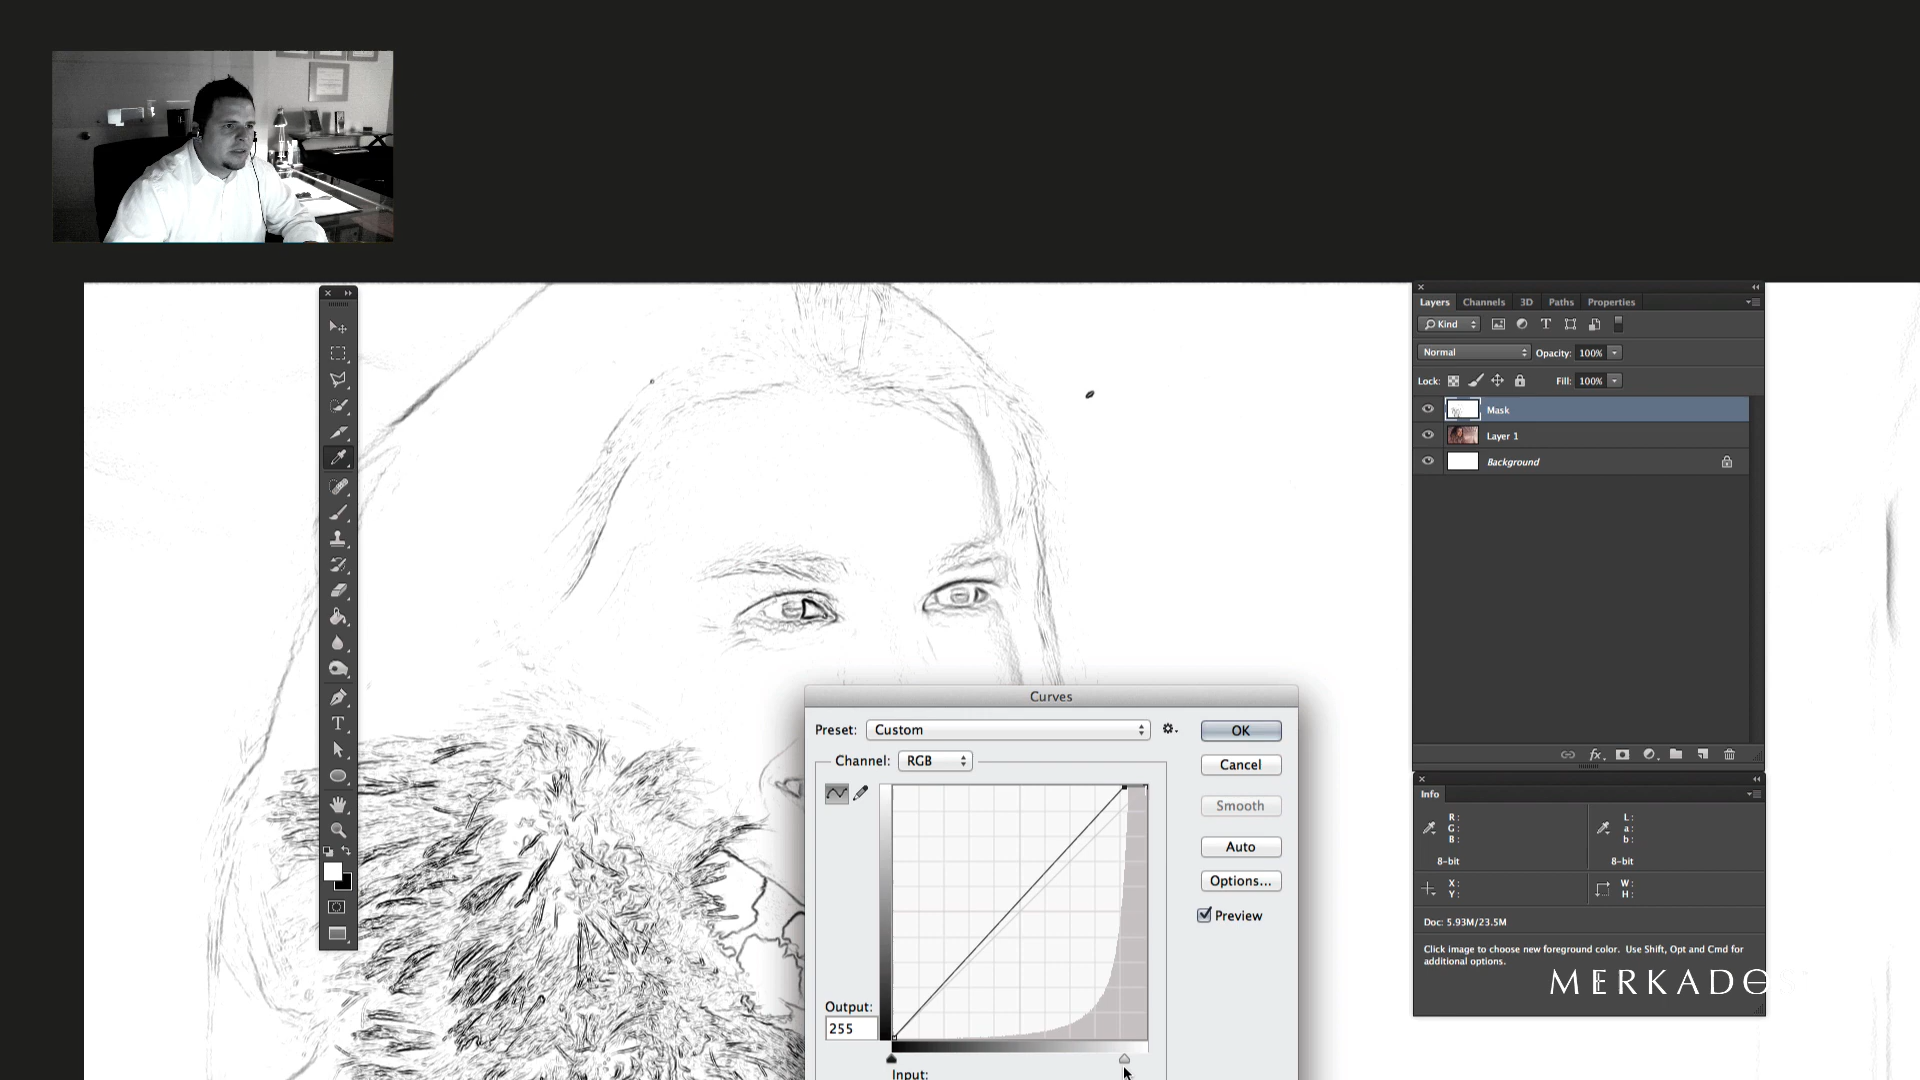 Layers Channels 3D Paths Properties
Kind
Normal Opacity: 100%
Lock: Fill: 100%
Mask
Layer 1
Background
Curves
Preset: Custom
OK
Channel: RGB
Cancel
Smooth
Auto
Options...
Preview
Output:
255
Input:
fx
Info
R:
G:
B:
L:
a:
b:
8-bit
8-bit
X:
Y:
W:
H:
Doc: 5.93M/23.5M
Click image to choose new foreground color. Use Shift, Opt and Cmd for
additional options.
MERKADOS